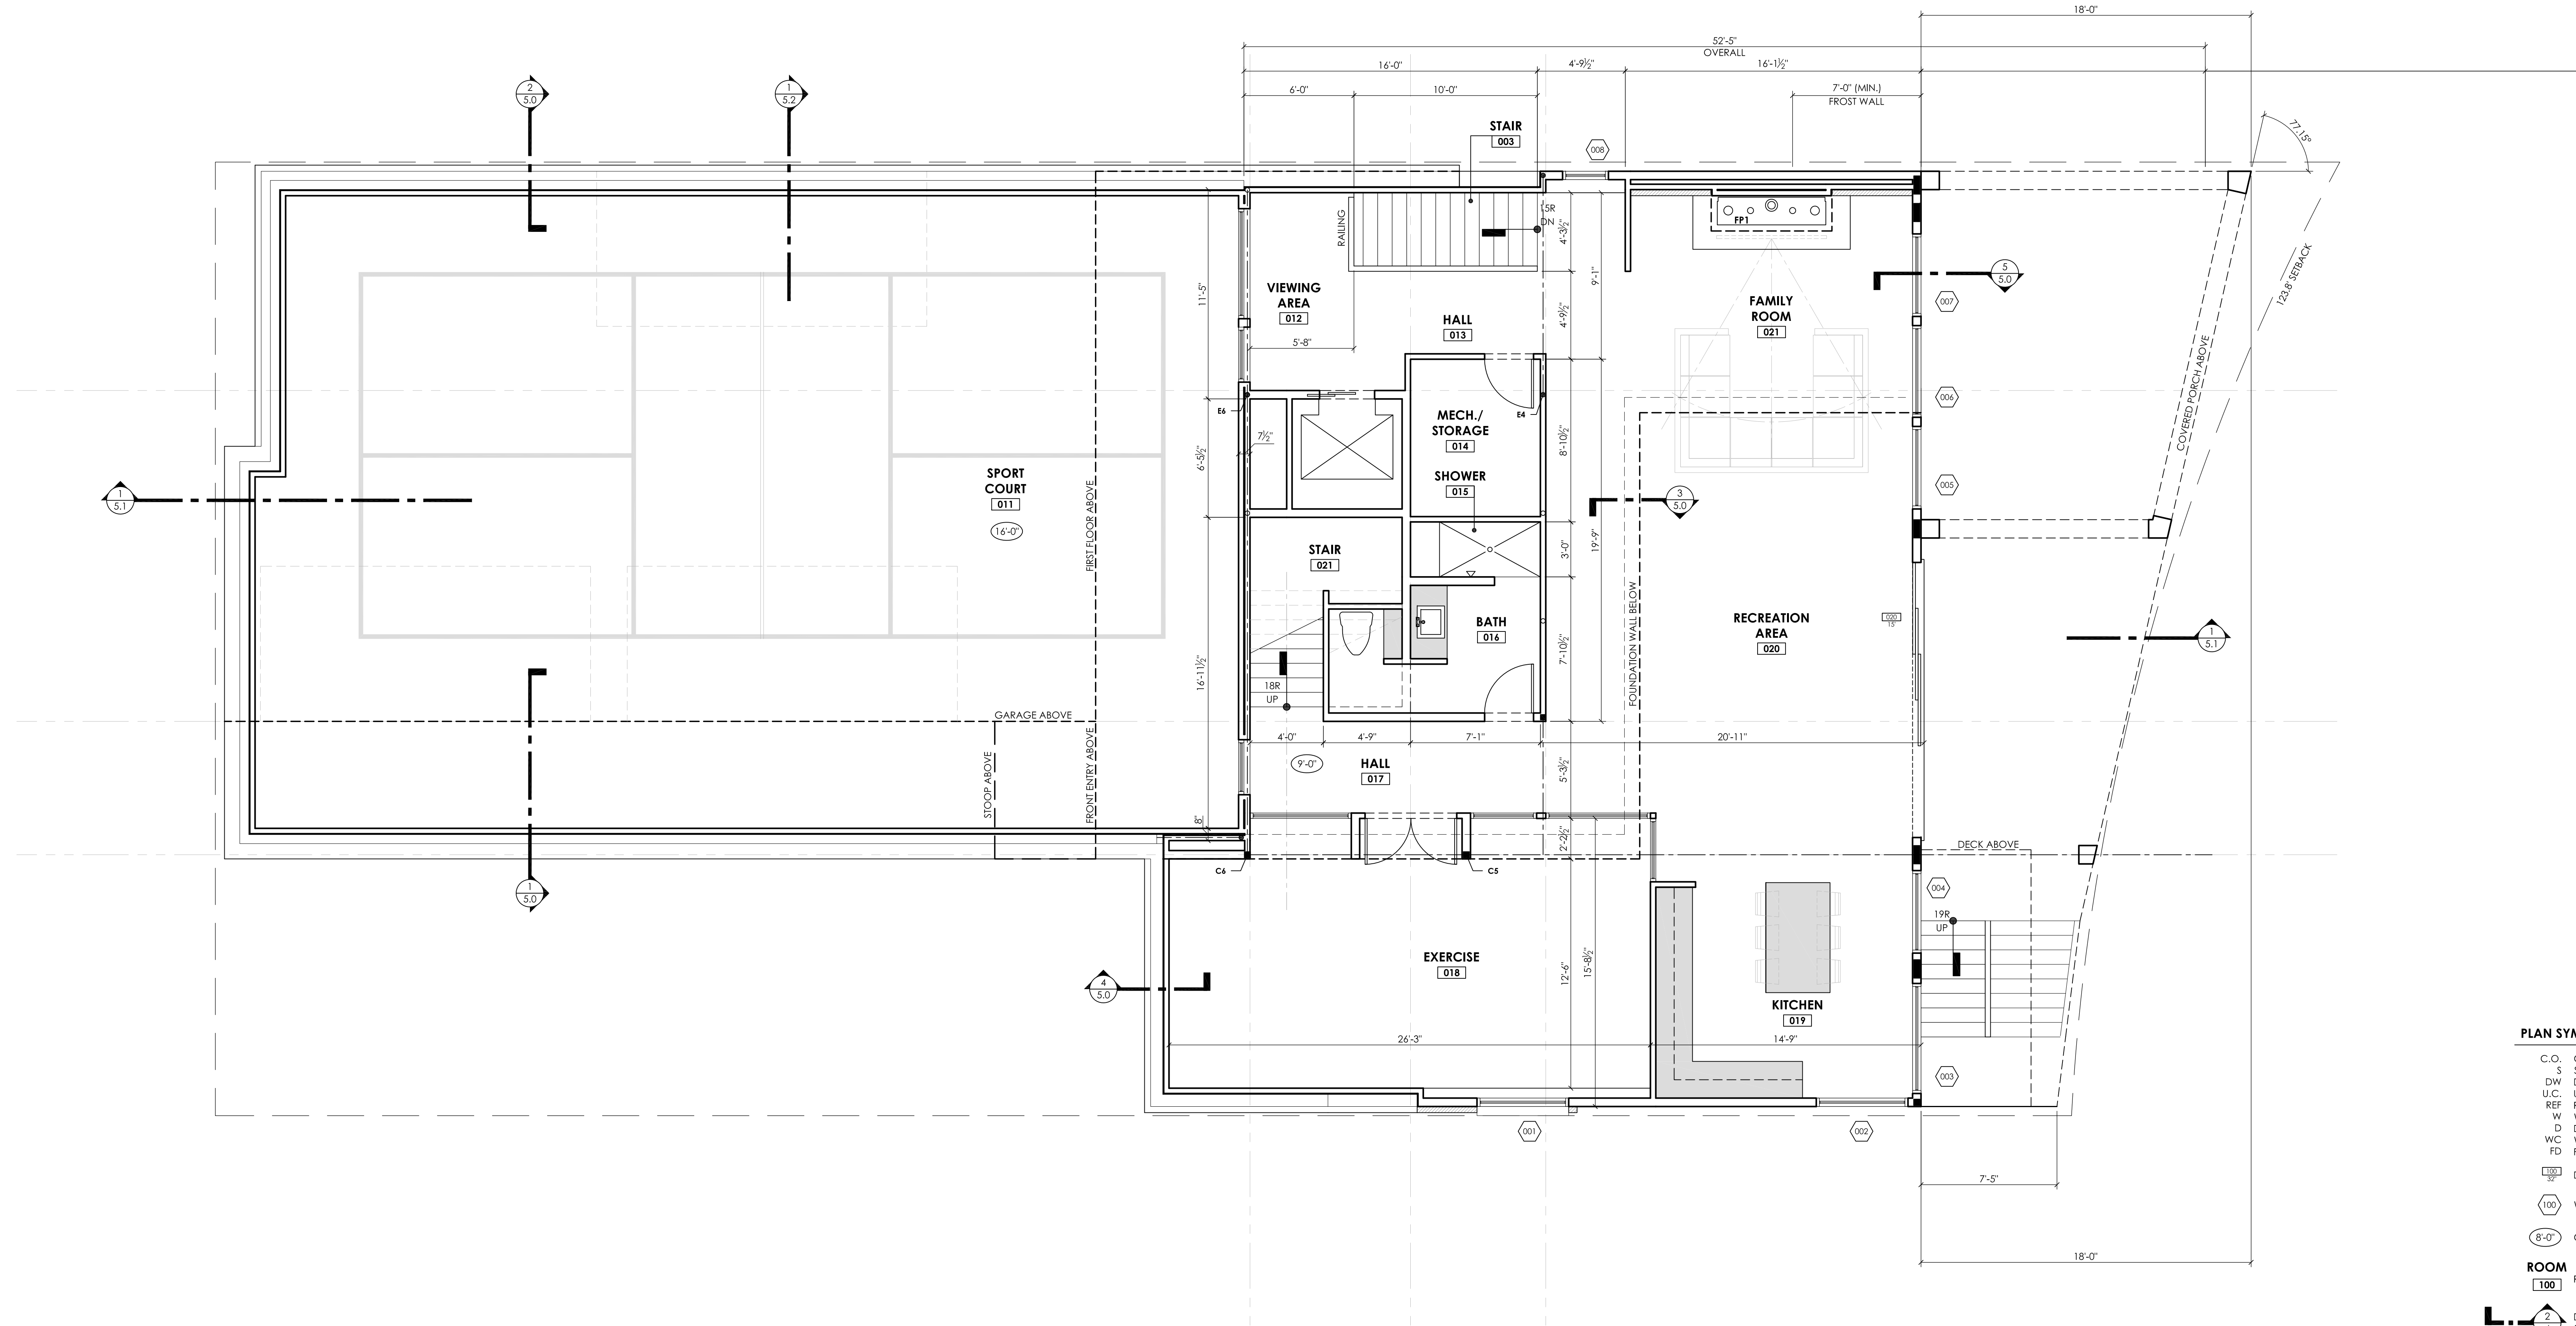 18'-0"
52'-5"
OVERALL
16'-0"
4'-9½"
16'-1½"
6'-0"
10'-0"
7'-0" (MIN.)
FROST WALL
2
5.0
1
5.2
STAIR
003
008
77.15°
15R
DN
RAILING
FP1
4'-3½"
9'-1"
123.8' SETBACK
5
5.0
11'-5"
VIEWING
AREA
012
HALL
013
4'-9½"
FAMILY
ROOM
021
007
5'-8"
COVERED PORCH ABOVE
006
E6
E4
MECH./
STORAGE
014
7½"
6'-5½"
8'-10½"
SPORT
COURT
011
16'-0"
SHOWER
015
005
1
5.1
3
5.0
FIRST FLOOR ABOVE
STAIR
021
3'-0"
19'-9"
FOUNDATION WALL BELOW
RECREATION
AREA
020
020
15'
BATH
016
1
5.1
7'-10½"
16'-11½"
18R
UP
GARAGE ABOVE
STOOP ABOVE
FRONT ENTRY ABOVE
4'-0"
4'-9"
7'-1"
20'-11"
9'-0"
HALL
017
5'-3½"
8"
2'-2½"
DECK ABOVE
C6
C5
1
5.0
004
19R
UP
EXERCISE
018
12'-6"
15'-8½"
4
5.0
KITCHEN
019
26'-3"
14'-9"
003
001
002
7'-5"
18'-0"
PLAN SYM
C.O.
S
DW
U.C.
REF
W
D
WC
FD
100
32"
100
8'-0"
ROOM
100
2